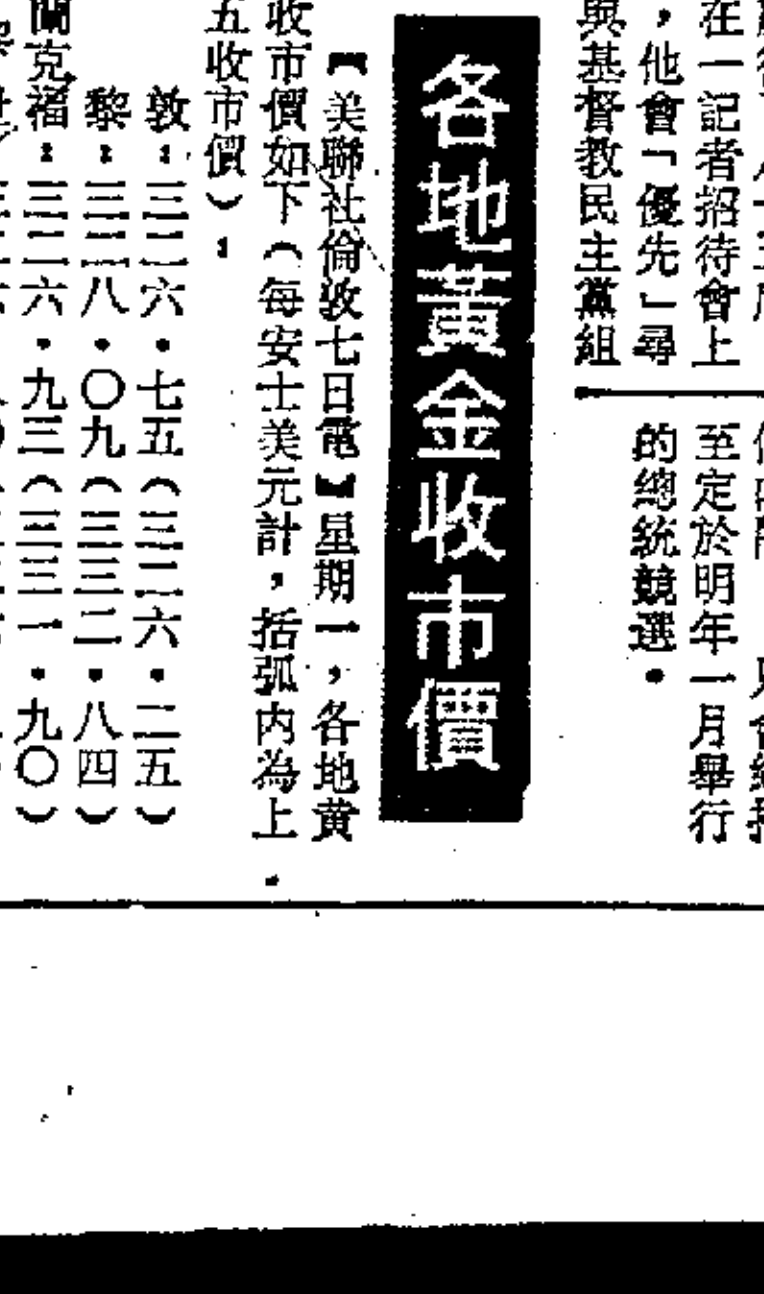 在一記者招待會上
，他會「優先」尋
與基督教民主黨組
至定於明年一月舉行
的總統競選．
各地黃金收市價
【美聯社倫敦七日電】星期一，各地黄
收市價如下（每安士美元計，括弧内為上
五收市價）：
敦：三二六．七五（三二六．二五）
黎：三二八．〇九（三三二．八四）
蘭克福：三二六．九三（三三一．九〇）